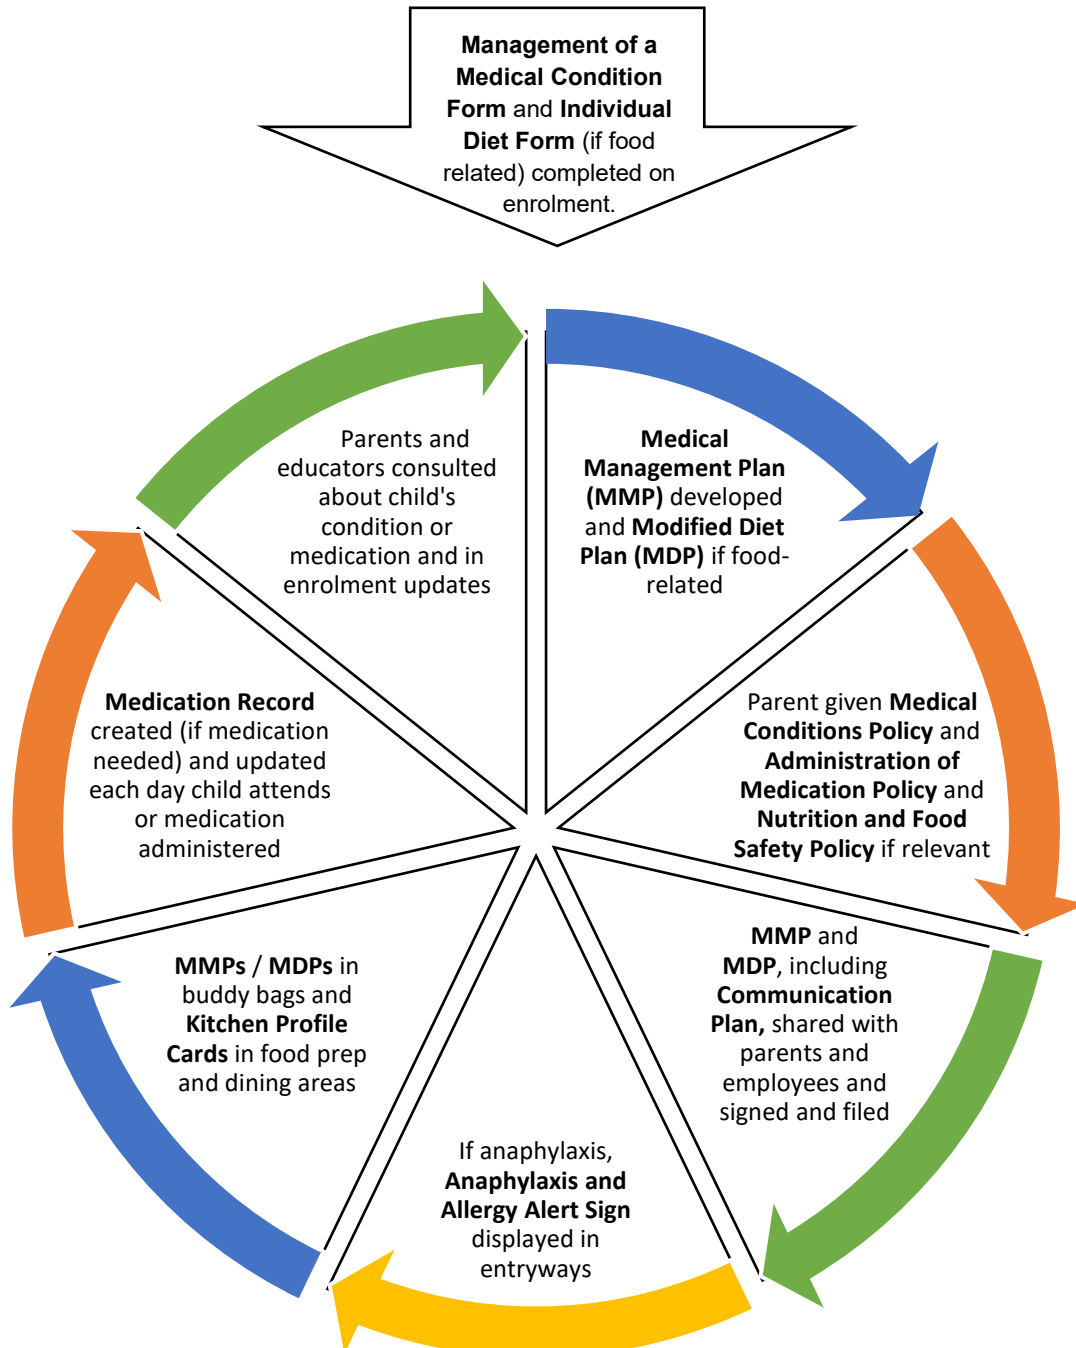 Management of a
Medical Condition
Form and Individual
Diet Form (if food
related) completed on
enrolment.
Medical
Management Plan
(MMP) developed
and Modified Diet
Plan (MDP) if food-
related
Parent given Medical
Conditions Policy and
Administration of
Medication Policy and
Nutrition and Food
Safety Policy if relevant
MMP and
MDP, including
Communication
Plan, shared with
parents and
employees and
signed and filed
If anaphylaxis,
Anaphylaxis and
Allergy Alert Sign
displayed in
entryways
MMPs / MDPs in
buddy bags and
Kitchen Profile
Cards in food prep
and dining areas
Medication Record
created (if medication
needed) and updated
each day child attends
or medication
administered
Parents and
educators consulted
about child's
condition or
medication and in
enrolment updates